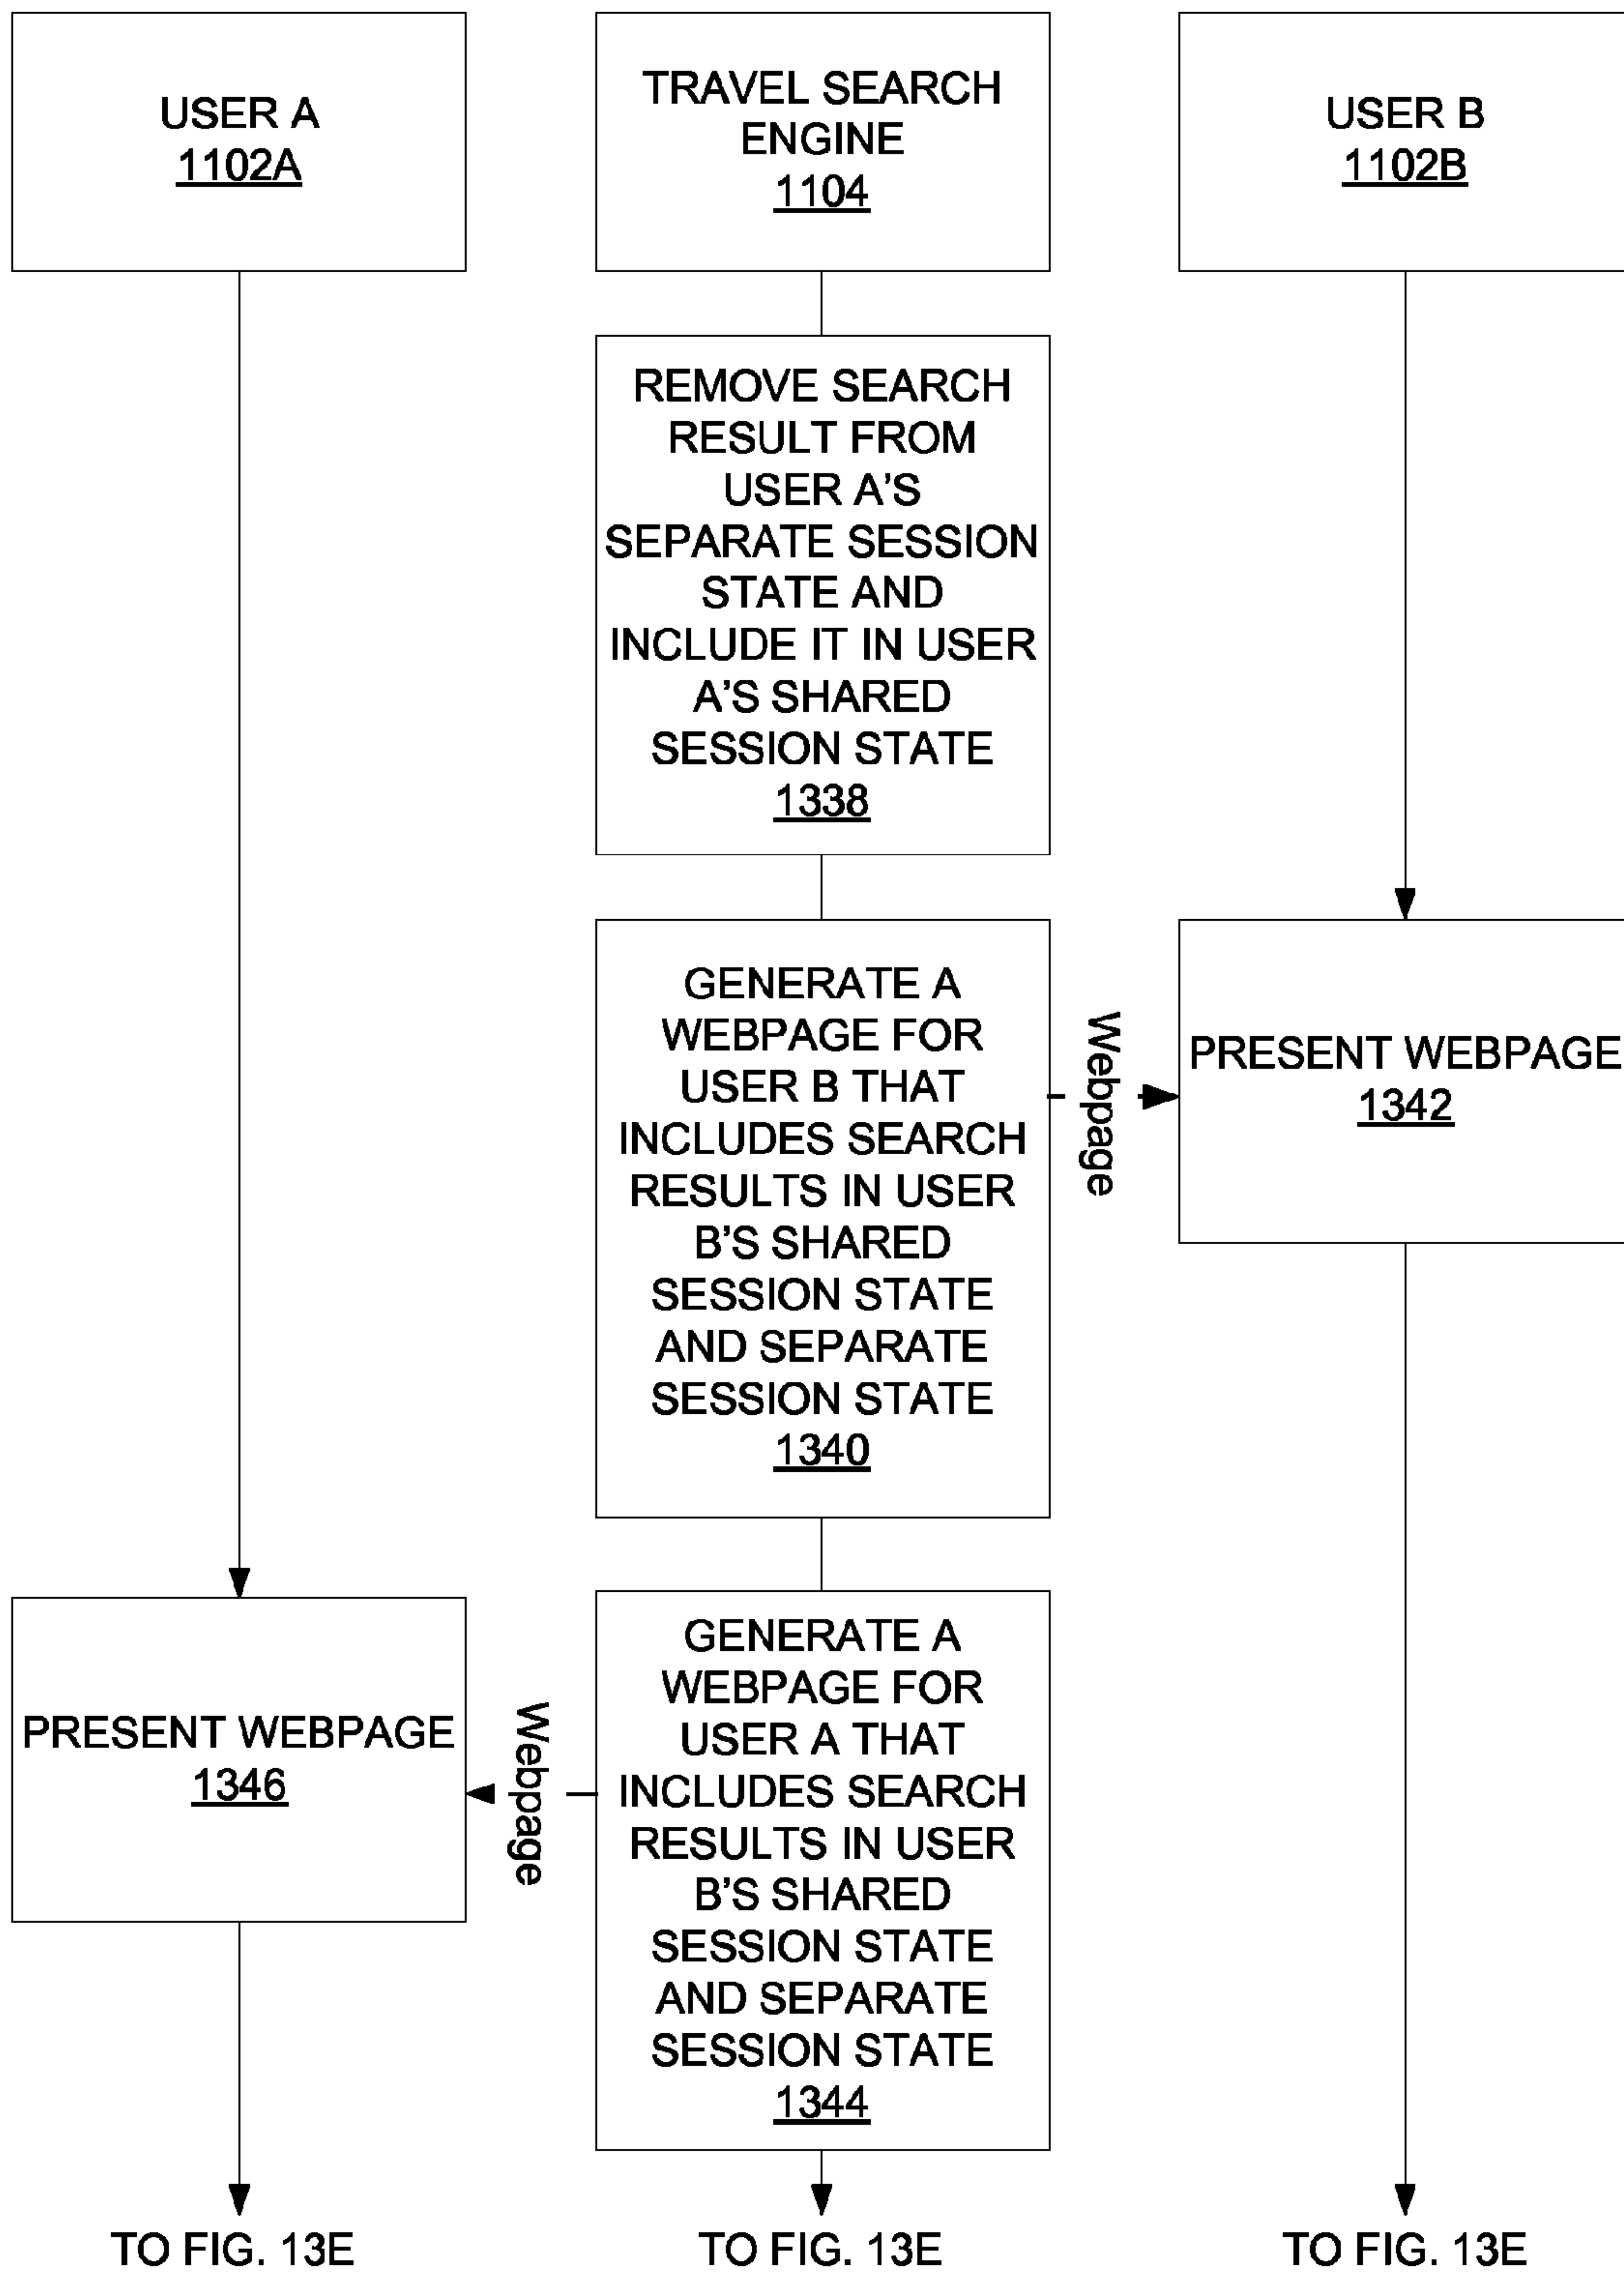 USER A
1102A
TRAVEL SEARCH
ENGINE
1104
USER B
1102B
REMOVE SEARCH
RESULT FROM
USER A'S
SEPARATE SESSION
STATE AND
INCLUDE IT IN USER
A'S SHARED
SESSION STATE
1338
GENERATE A
WEBPAGE FOR
USER B THAT
INCLUDES SEARCH
RESULTS IN USER
B'S SHARED
SESSION STATE
AND SEPARATE
SESSION STATE
1340
Webpage
PRESENT WEBPAGE
1342
PRESENT WEBPAGE
1346
Webpage
GENERATE A
WEBPAGE FOR
USER A THAT
INCLUDES SEARCH
RESULTS IN USER
B'S SHARED
SESSION STATE
AND SEPARATE
SESSION STATE
1344
TO FIG. 13E
TO FIG. 13E
TO FIG. 13E